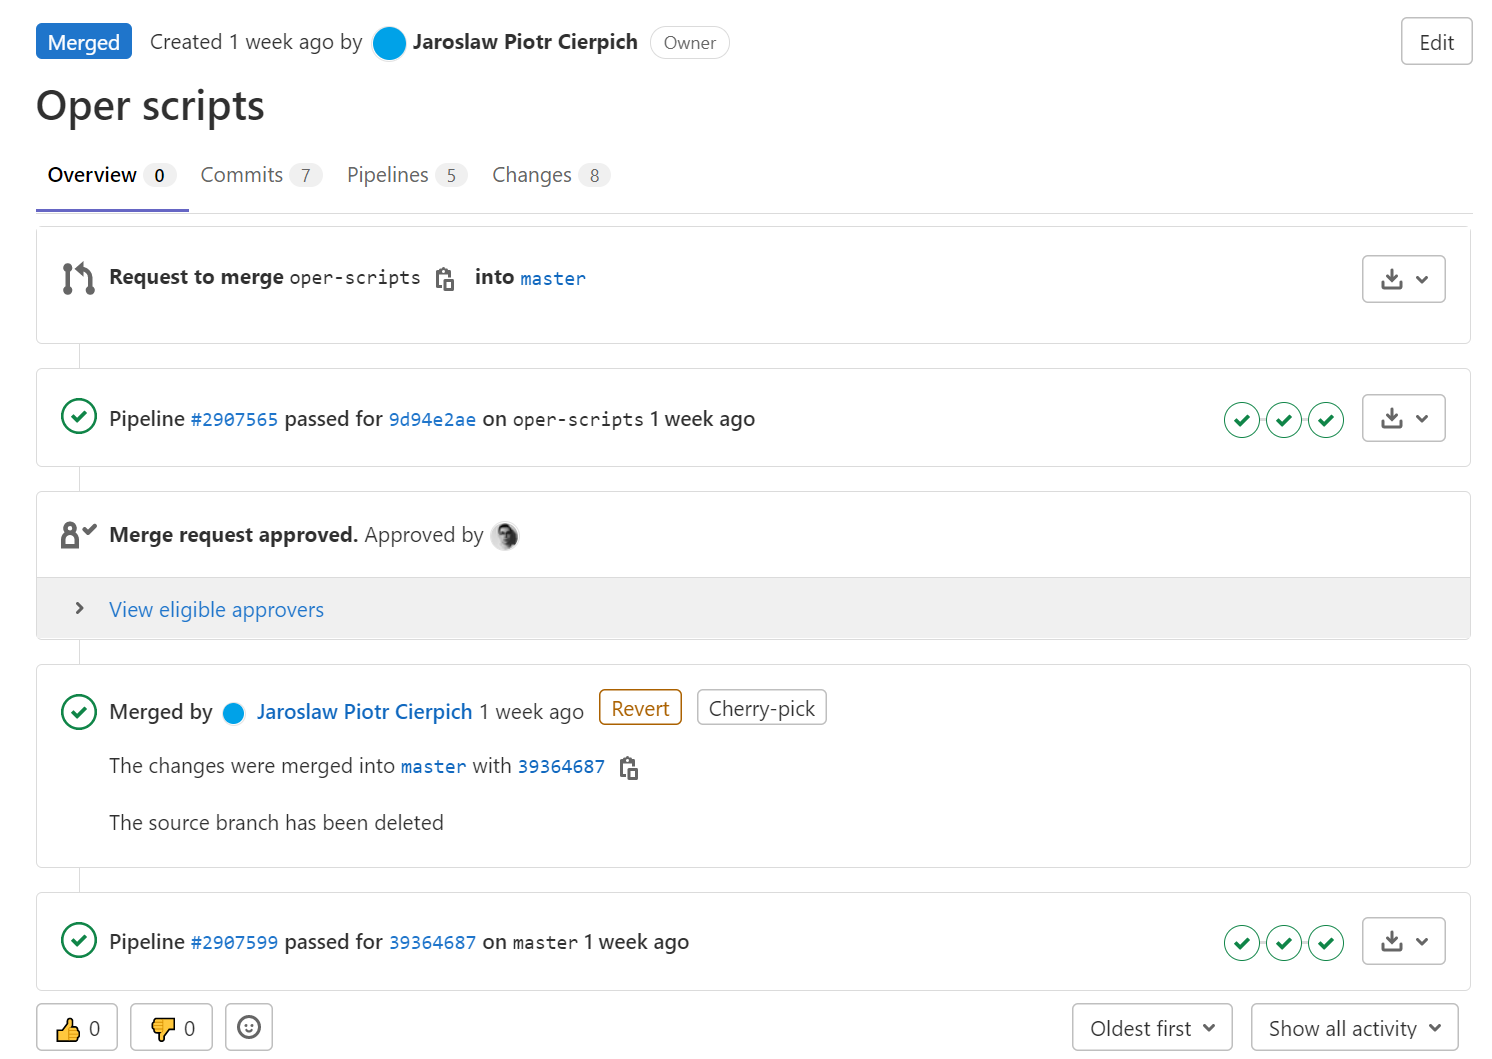 Merged Created 1 week ago by Jaroslaw Piotr Cierpich Owner Edit
Oper scripts
Overview 0 Commits 7 Pipelines 5 Changes 8
Request to merge oper-scripts into master
Pipeline #2907565 passed for 9d94e2ae on oper-scripts 1 week ago
Merge request approved. Approved by
View eligible approvers
Merged by Jaroslaw Piotr Cierpich 1 week ago Revert Cherry-pick
The changes were merged into master with 39364687
The source branch has been deleted
Pipeline #2907599 passed for 39364687 on master 1 week ago
0 0 Oldest first Show all activity